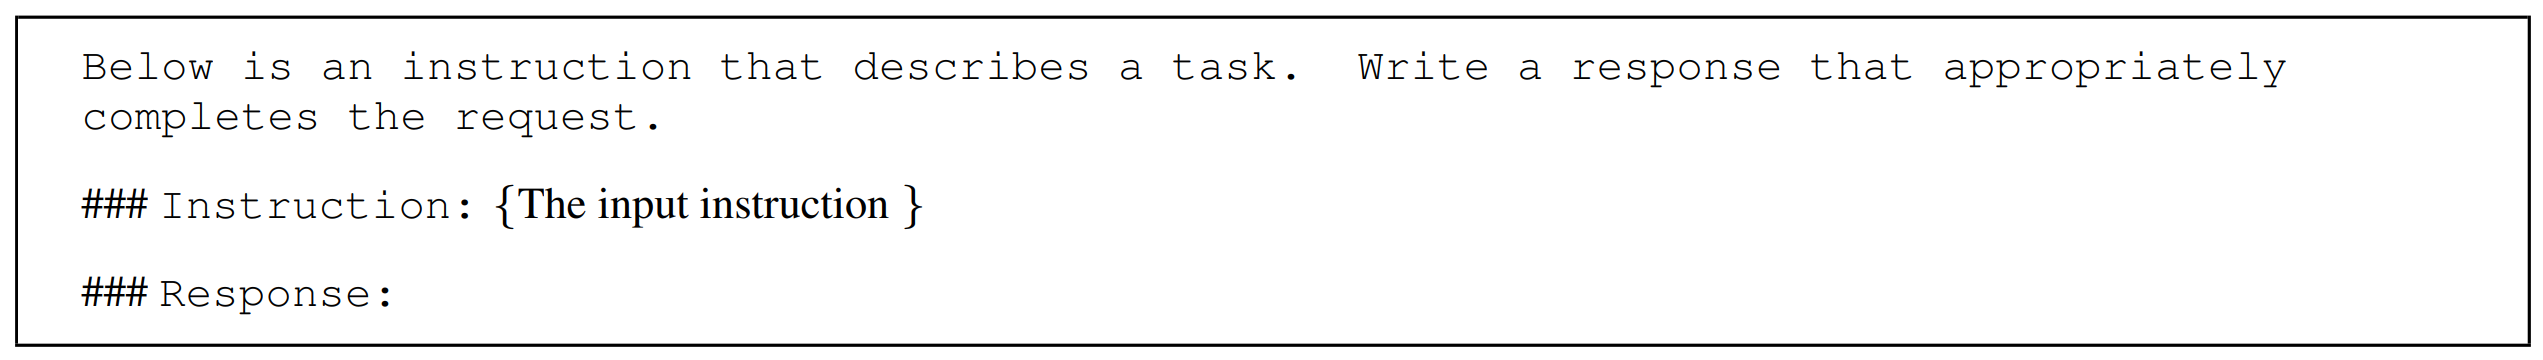 Below is an instruction that describes a task.  Write a response that appropriately
completes the request.
### Instruction: {The input instruction }
### Response: